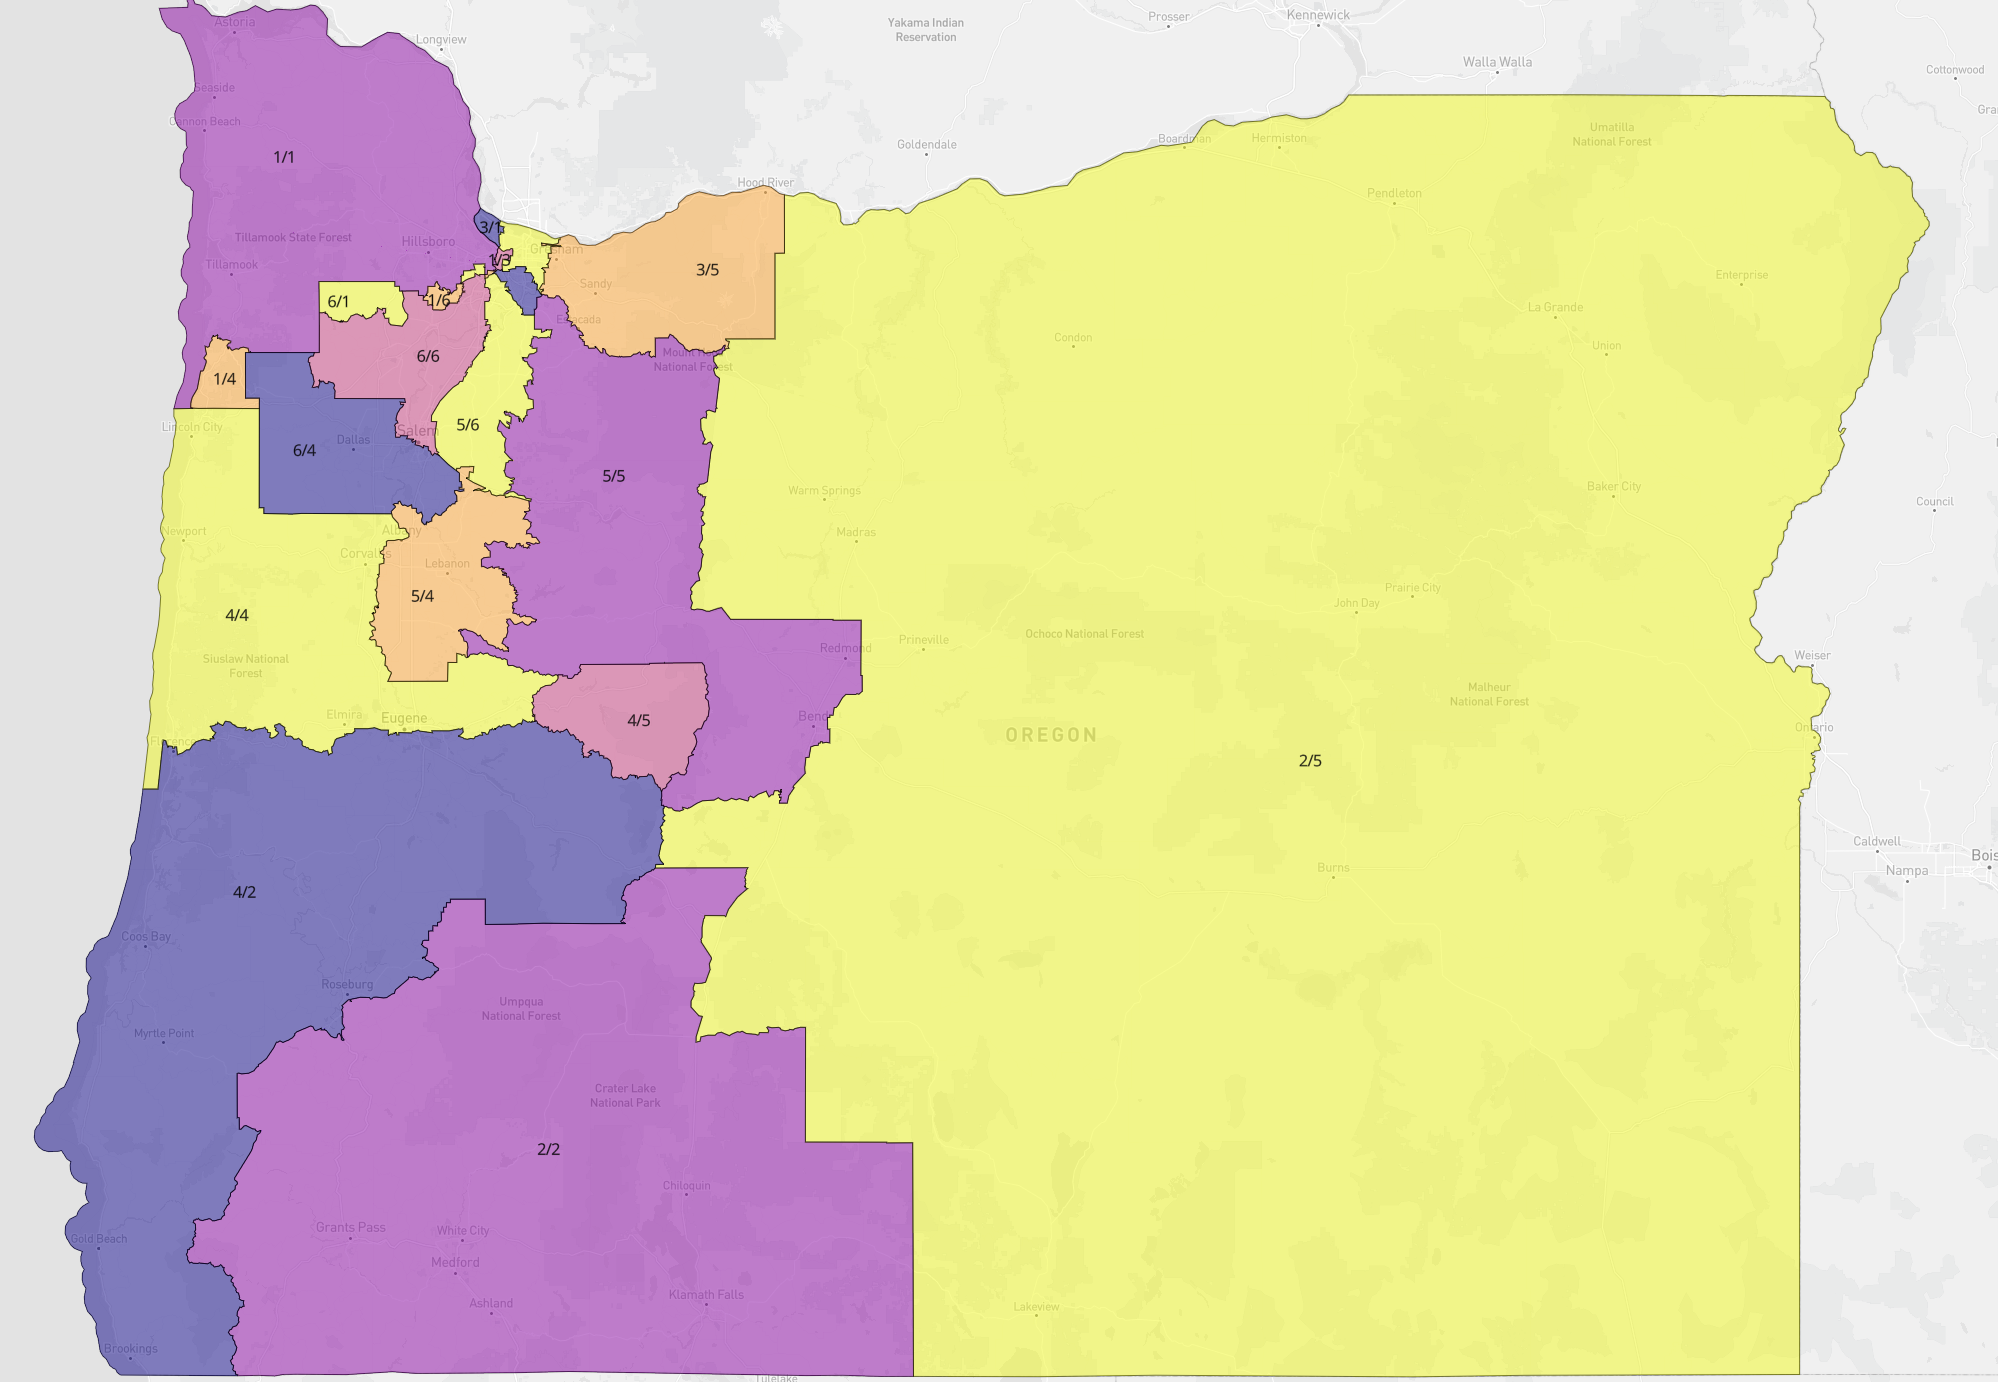 Astoria
Longview
Yakama Indian
Reservation
Prosser
Kennewick
Walla Walla
Cottonwood
Seaside
Cannon Beach
1/1
Goldendale
Boardman
Hermiston
Umatilla
National Forest
Hood River
Pendleton
3/1
Tillamook State Forest
Hillsboro
Tillamook
1/3
Gresham
3/5
Sandy
Enterprise
6/1
1/6
Estacada
La Grande
Condon
Union
6/6
Mount Hood
National Forest
1/4
Lincoln City
Salem
5/6
Dallas
6/4
5/5
Warm Springs
Baker City
Council
Newport
Albany
Madras
Corvallis
Lebanon
5/4
Prairie City
John Day
4/4
Ochoco National Forest
Prineville
Redmond
Siuslaw National
Forest
Weiser
Malheur
National Forest
Elmira
Eugene
4/5
Bend
Florence
OREGON
Ontario
2/5
Caldwell
Nampa
Burns
4/2
Coos Bay
Roseburg
Umpqua
National Forest
Myrtle Point
Crater Lake
National Park
2/2
Chiloquin
Grants Pass
White City
Gold Beach
Medford
Klamath Falls
Ashland
Lakeview
Brookings
Tulelake